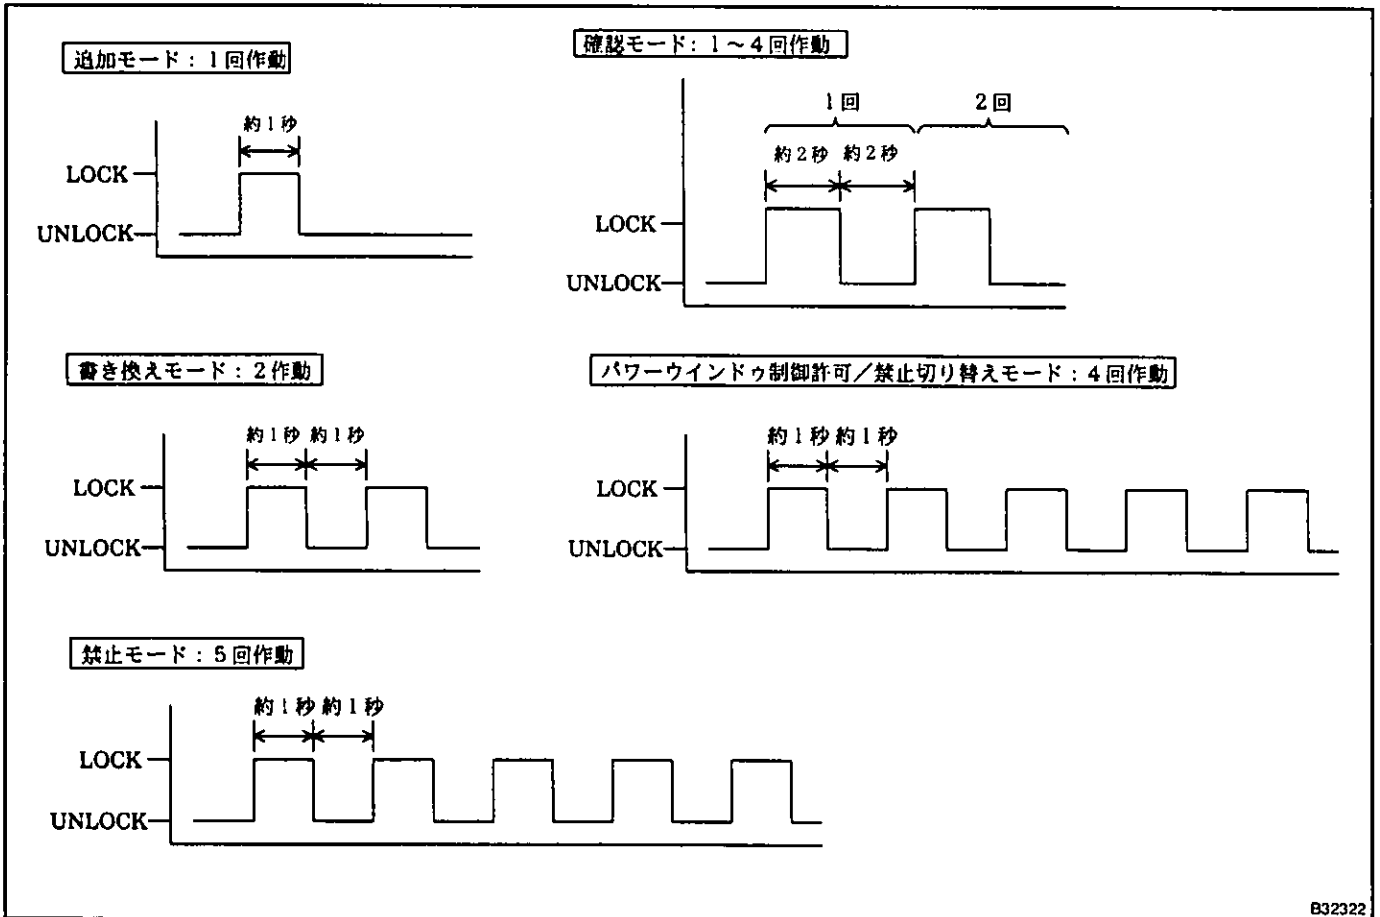 追加モード：1回作動
約1秒
LOCK
UNLOCK
確認モード：1～4回作動
1回 2回
約2秒 約2秒
LOCK
UNLOCK
書き換えモード：2作動
約1秒 約1秒
LOCK
UNLOCK
パワーウインドゥ制御許可／禁止切り替えモード：4回作動
約1秒 約1秒
LOCK
UNLOCK
禁止モード：5回作動
約1秒 約1秒
LOCK
UNLOCK
B32322